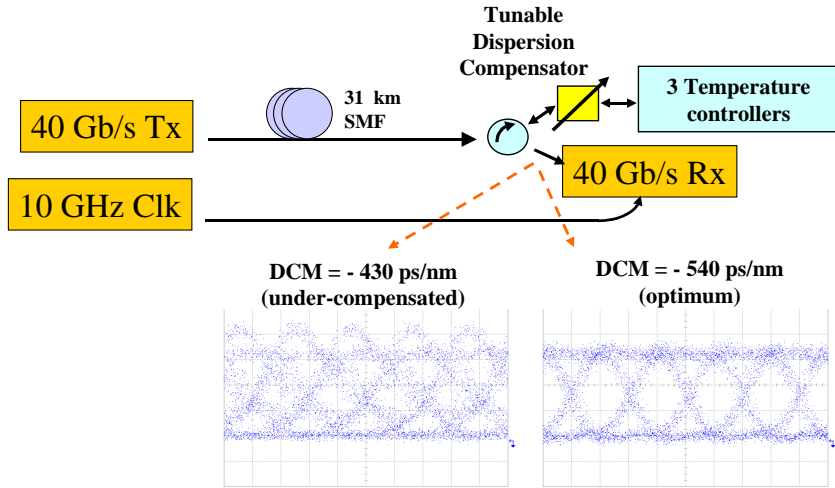 Tunable
Dispersion
Compensator
31 km
SMF
3 Temperature
controllers
40 Gb/s Tx
40 Gb/s Rx
10 GHz Clk
DCM = - 430 ps/nm
(under-compensated)
DCM = - 540 ps/nm
(optimum)